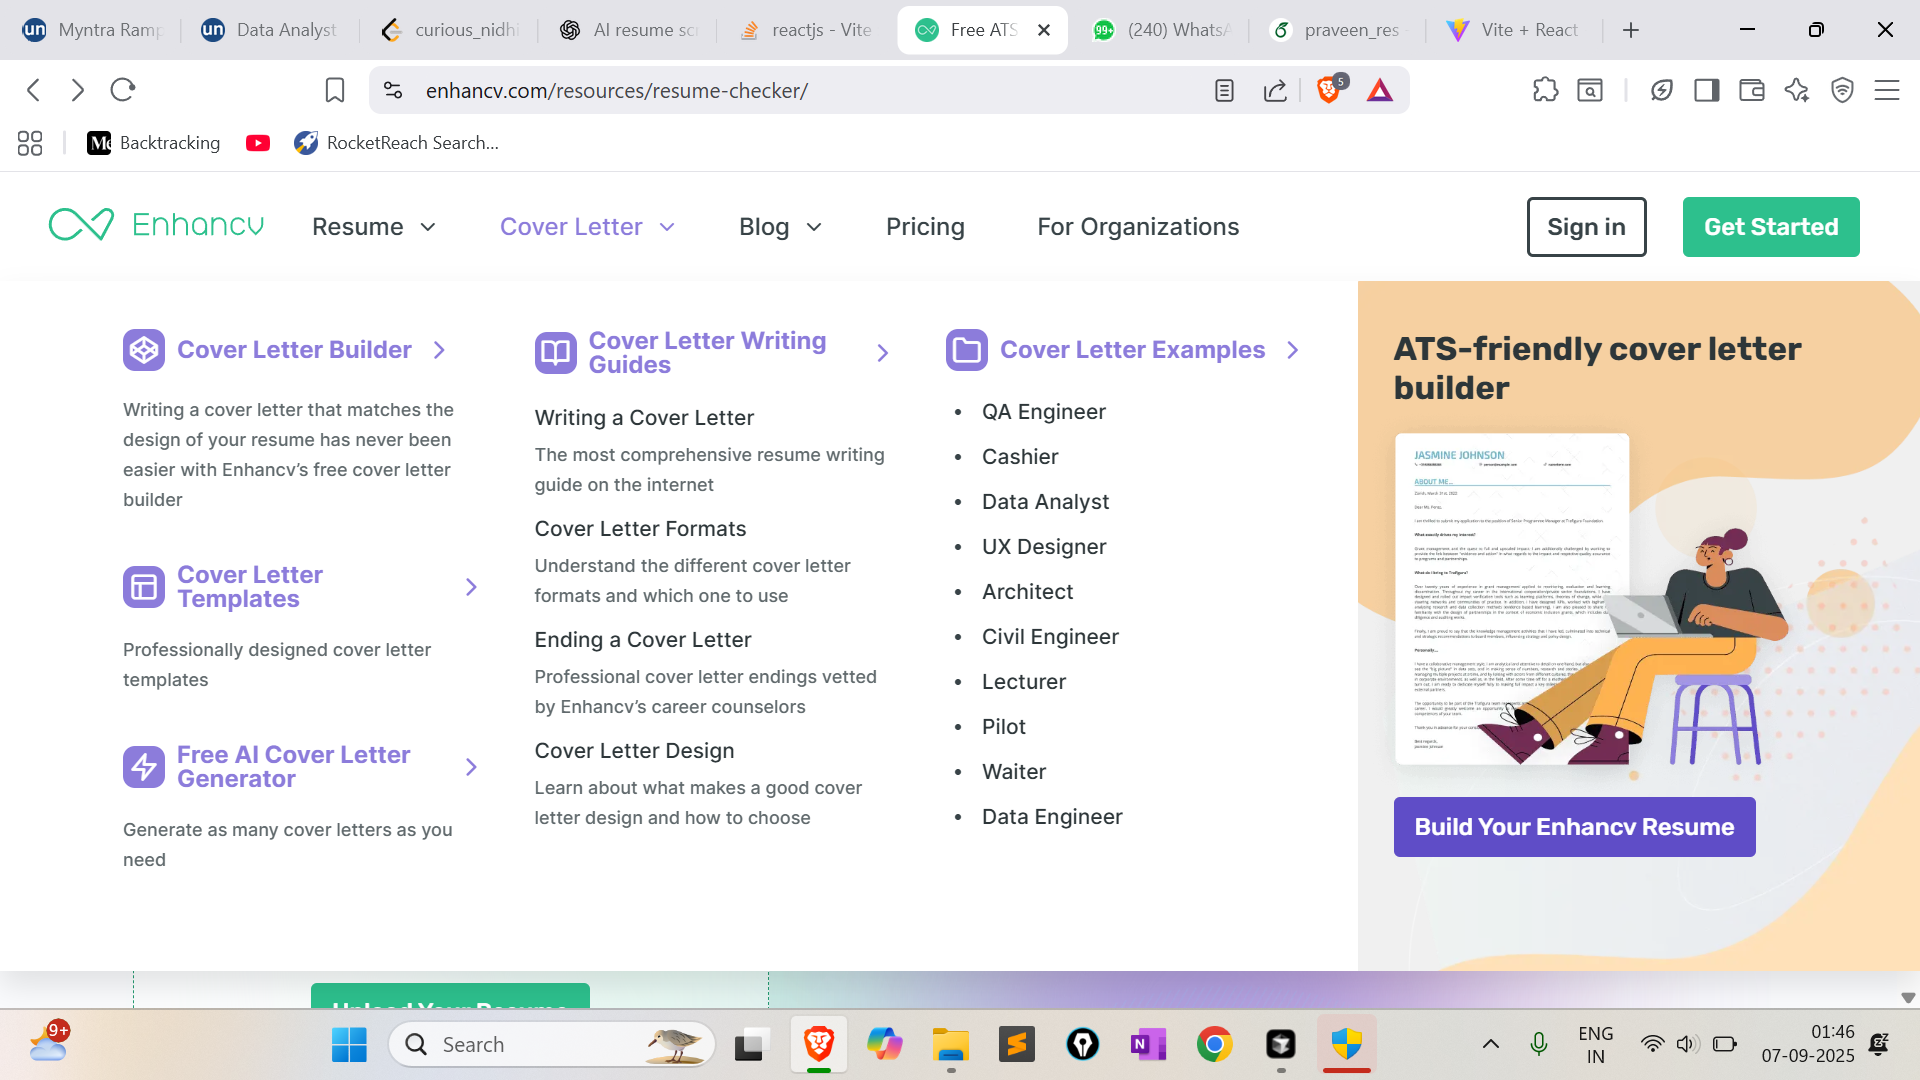 Myntra Ramp
Data Analyst
curious_nidhi
AI resume scr
reactjs - Vite
Free ATS
(240) WhatsA
praveen_res
Vite + React
enhancv.com/resources/resume-checker/
5
Backtracking
RocketReach Search...
Enhancv
Resume
Cover Letter
Blog
Pricing
For Organizations
Sign in
Get Started
Cover Letter Builder
Writing a cover letter that matches the
design of your resume has never been
easier with Enhancv's free cover letter
builder
Cover Letter
Templates
Professionally designed cover letter
templates
Free AI Cover Letter
Generator
Generate as many cover letters as you
need
Cover Letter Writing
Guides
Writing a Cover Letter
The most comprehensive resume writing
guide on the internet
Cover Letter Formats
Understand the different cover letter
formats and which one to use
Ending a Cover Letter
Professional cover letter endings vetted
by Enhancv's career counselors
Cover Letter Design
Learn about what makes a good cover
letter design and how to choose
Cover Letter Examples
• QA Engineer
• Cashier
• Data Analyst
• UX Designer
• Architect
• Civil Engineer
• Lecturer
• Pilot
• Waiter
• Data Engineer
ATS-friendly cover letter
builder
JASMINE JOHNSON
ABOUT ME...
Build Your Enhancv Resume
Upload Your Resume
9+
Search
ENG
IN
01:46
07-09-2025